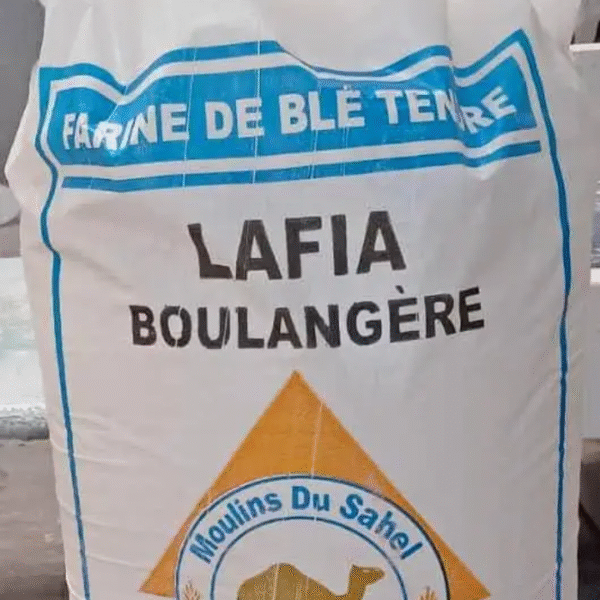 FARINE DE BLÉ TENDRE
LAFIA
BOULANGÈRE
Moulins Du Sahel